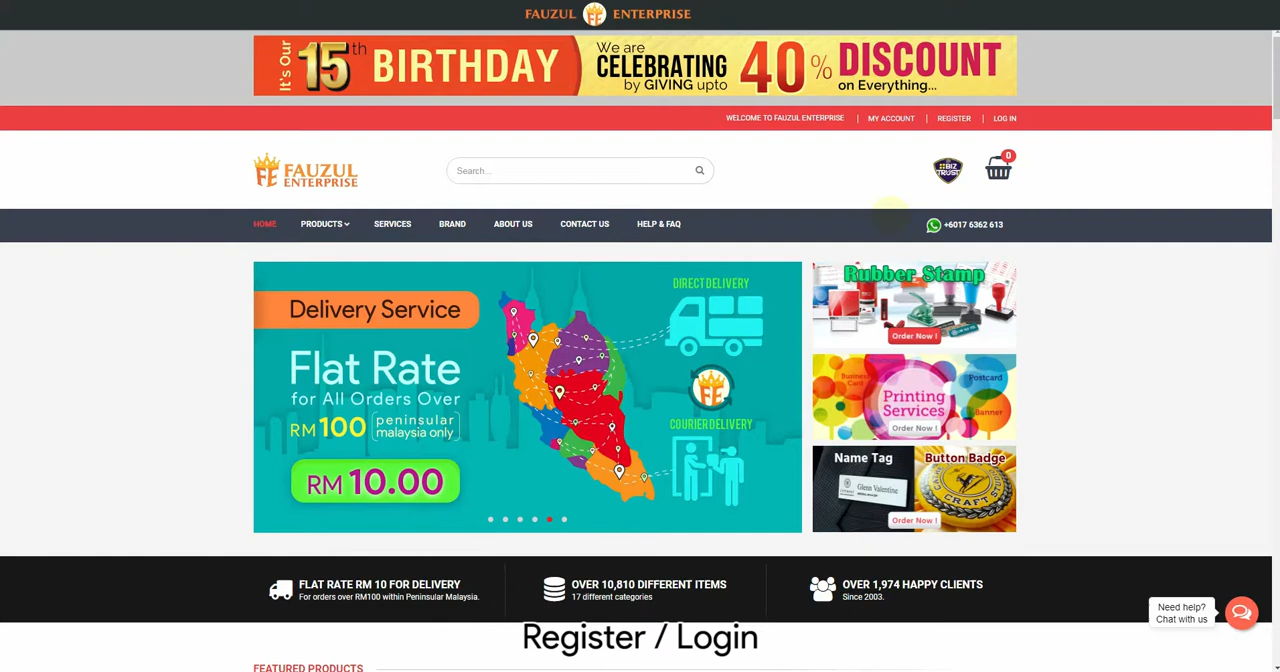 FAUZUL ENTERPRISE
It's Our 15th BIRTHDAY
We are
CELEBRATING
by GIVING upto
40% DISCOUNT
on Everything...
WELCOME TO FAUZUL ENTERPRISE | MY ACCOUNT | REGISTER | LOG IN
FAUZUL
ENTERPRISE
Search...
BIZ
TRUST
0
HOME PRODUCTS SERVICES BRAND ABOUT US CONTACT US HELP & FAQ +6017 6362 613
Delivery Service
Flat Rate
for All Orders Over
RM 100 peninsular
malaysia only
RM 10.00
DIRECT DELIVERY
COURIER DELIVERY
Rubber Stamp
Order Now !
Business
Card
Postcard
Printing
Services
Banner
Order Now !
Name Tag
Button Badge
Glenn Valentine
Order Now !
FLAT RATE RM 10 FOR DELIVERY
For orders over RM100 within Peninsular Malaysia.
OVER 10,810 DIFFERENT ITEMS
17 different categories
OVER 1,974 HAPPY CLIENTS
Since 2003.
Need help?
Chat with us
Register / Login
FEATURED PRODUCTS